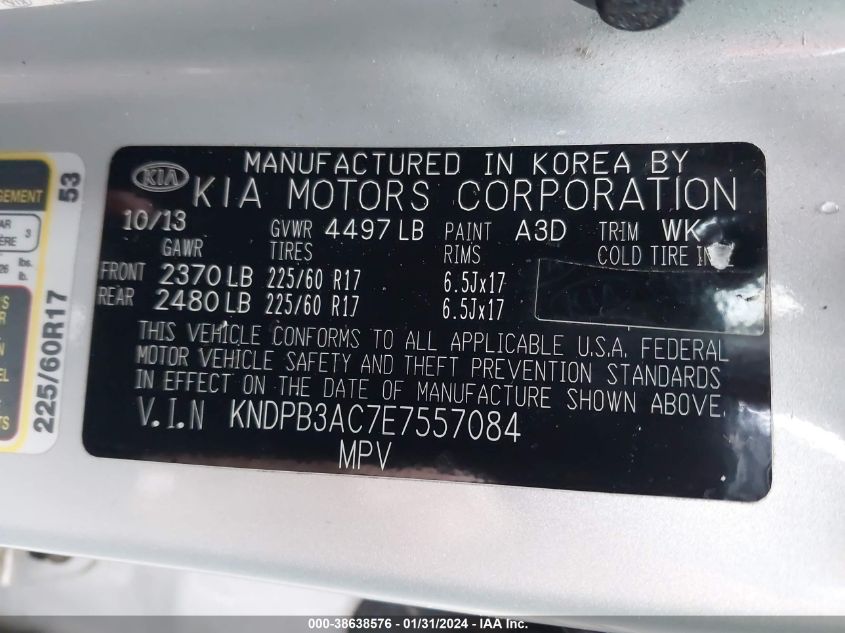 MANUFACTURED IN KOREA BY
KIA KIA MOTORS CORPORATION
10/13 GVWR 4497 LB PAINT A3D TRIM WK
GAWR TIRES RIMS COLD TIRE
FRONT 2370 LB 225/60 R17 6.5Jx17
REAR 2480 LB 225/60 R17 6.5Jx17
THIS VEHICLE CONFORMS TO ALL APPLICABLE U.S.A. FEDERAL
MOTOR VEHICLE SAFETY AND THEFT PREVENTION STANDARDS
IN EFFECT ON THE DATE OF MANUFACTURE SHOWN ABOVE.
V.I.N KNDPB3AC7E7557084
MPV
53
225/60R17
3
lbs.
000-38638576 - 01/31/2024 - IAA Inc.